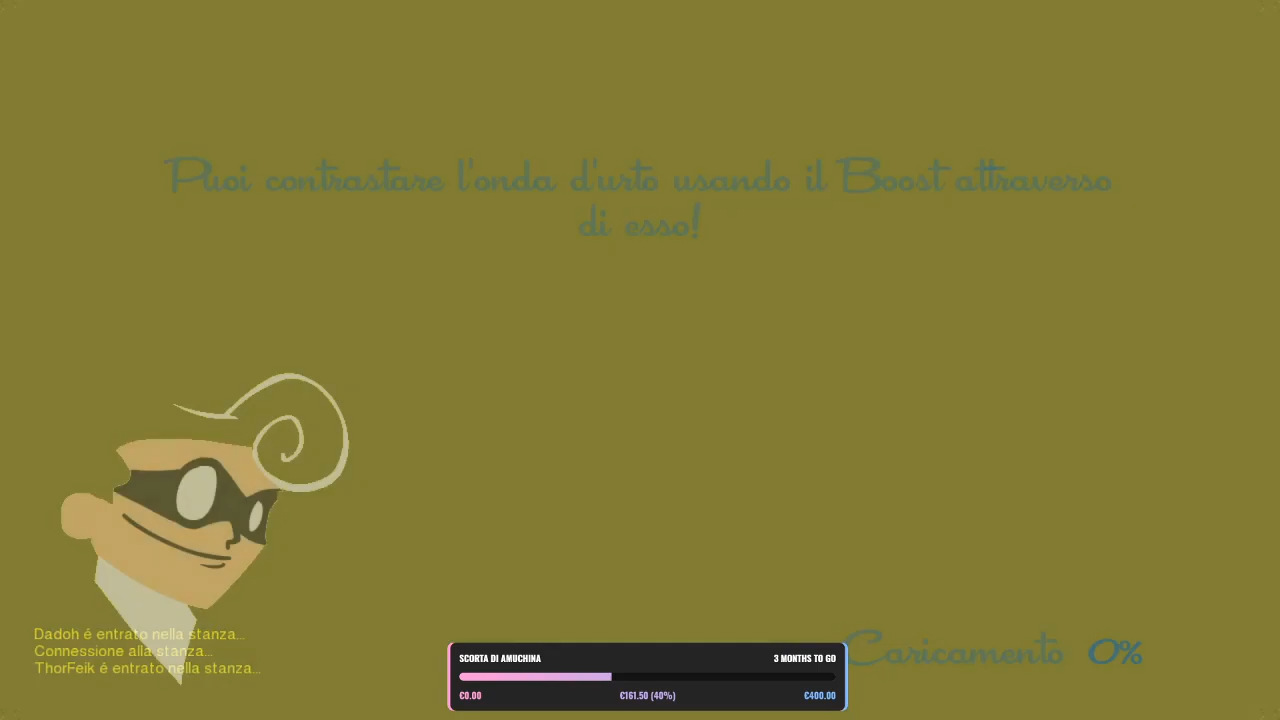 Puoi contrastare l'onda d'urto usando il Boost attraverso
di esso!
Dadoh é entrato nella stanza...
Connessione alla stanza...
ThorFeik é entrato nella stanza...
SCORTA DI AMUCHINA 3 MONTHS TO GO
€0.00 €161.50 (40%) €400.00
Caricamento 0%